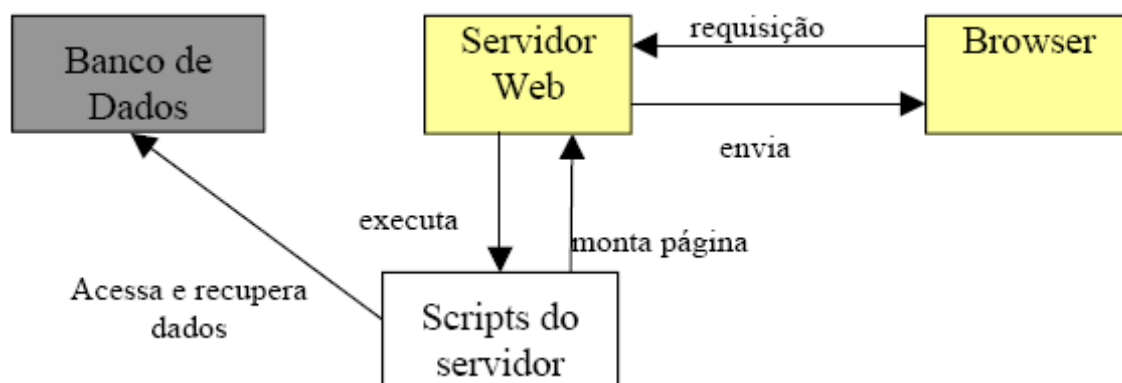 Banco de
Dados
Servidor
Web
requisição
Browser
envia
executa
monta página
Acessa e recupera
dados
Scripts do
servidor